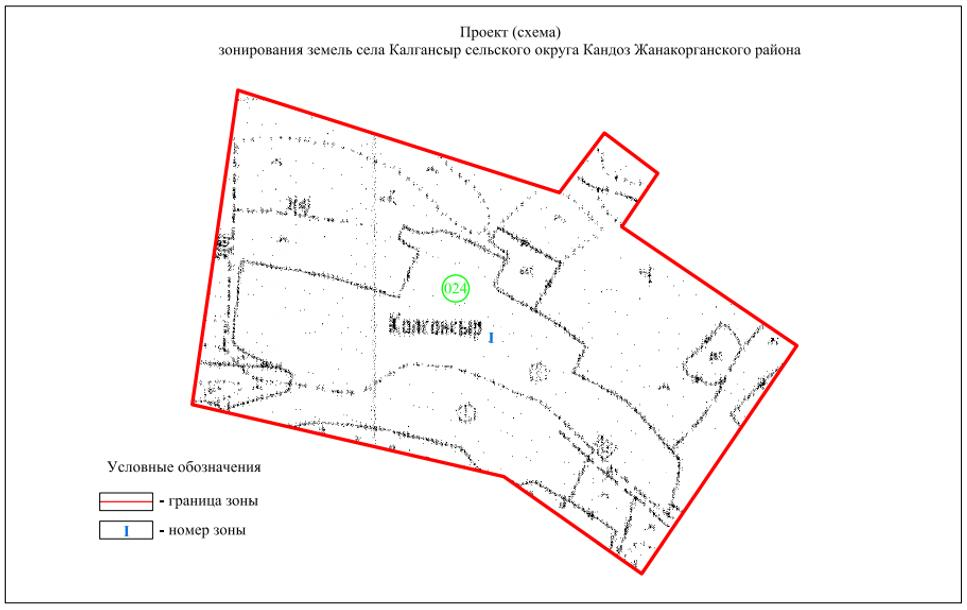 Проект (схема)
зонирования земель села Калгансыр сельского округа Кандоз Жанакорганского района
024
Калгансыр
I
Условные обозначения
- граница зоны
I - номер зоны